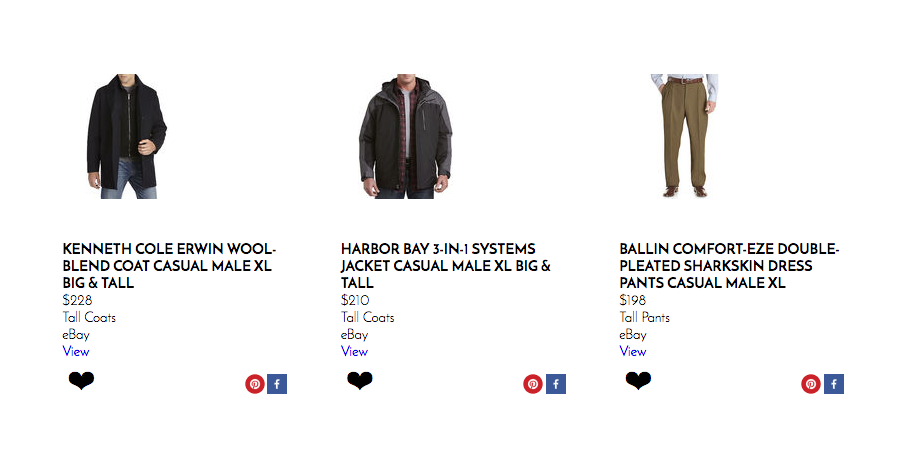 KENNETH COLE ERWIN WOOL-
BLEND COAT CASUAL MALE XL
BIG & TALL
$228
Tall Coats
eBay
View
HARBOR BAY 3-IN-1 SYSTEMS
JACKET CASUAL MALE XL BIG &
TALL
$210
Tall Coats
eBay
View
BALLIN COMFORT-EZE DOUBLE-
PLEATED SHARKSKIN DRESS
PANTS CASUAL MALE XL
$198
Tall Pants
eBay
View